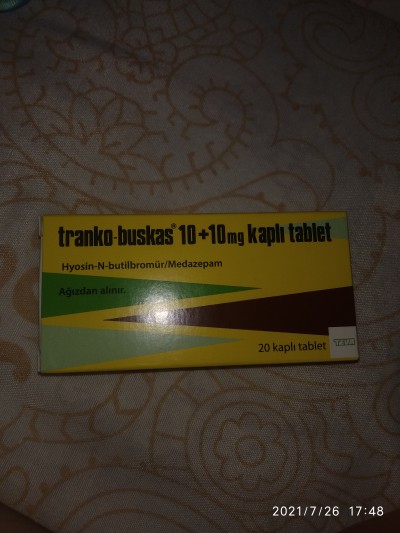 tranko-buskas® 10+10mg kaplı tablet
Hyosin-N-butilbromür/Medazepam
Ağızdan alınır.
20 kaplı tablet
2021/7/26 17:48